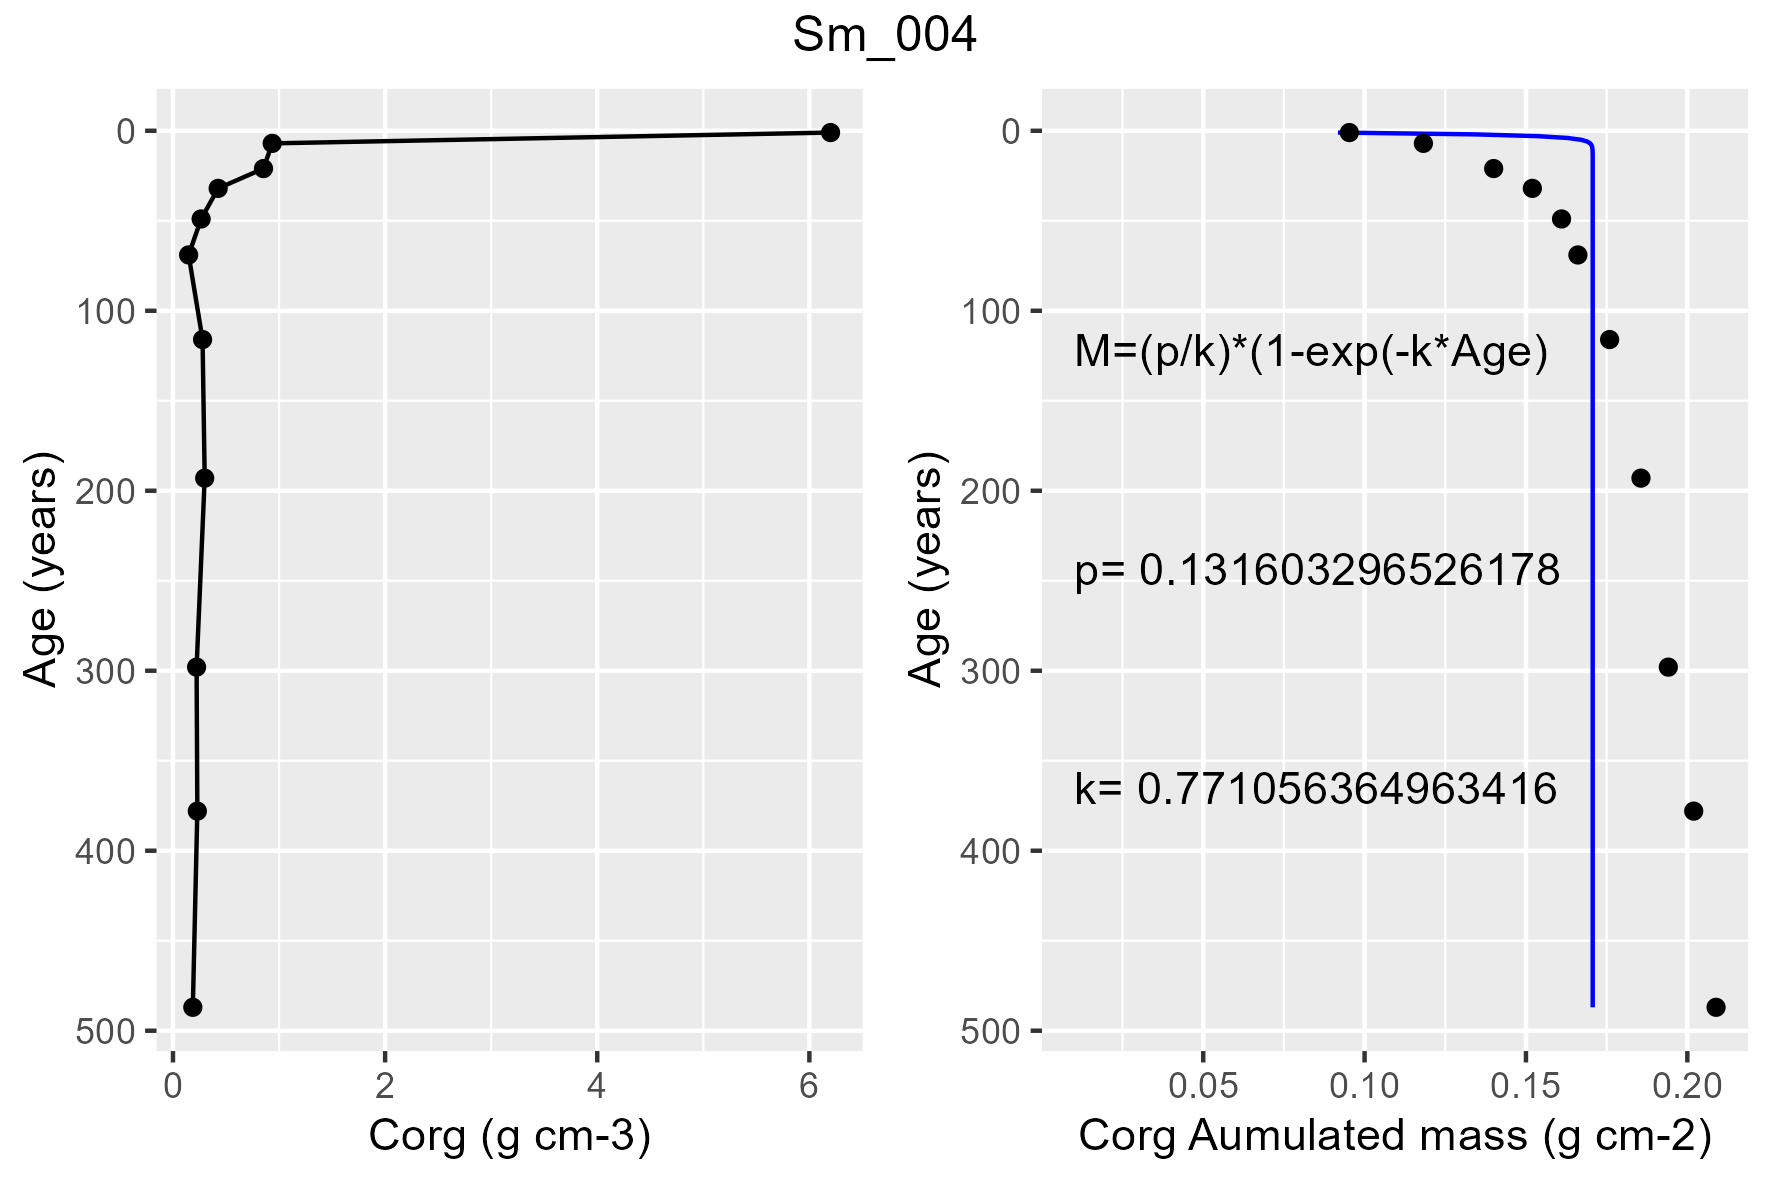 Sm_004
0
100
200
300
400
500
Age (years)
0 2 4 6
Corg (g cm-3)
0
100
200
300
400
500
Age (years)
M=(p/k)*(1-exp(-k*Age)
p= 0.131603296526178
k= 0.771056364963416
0.05 0.10 0.15 0.20
Corg Aumulated mass (g cm-2)